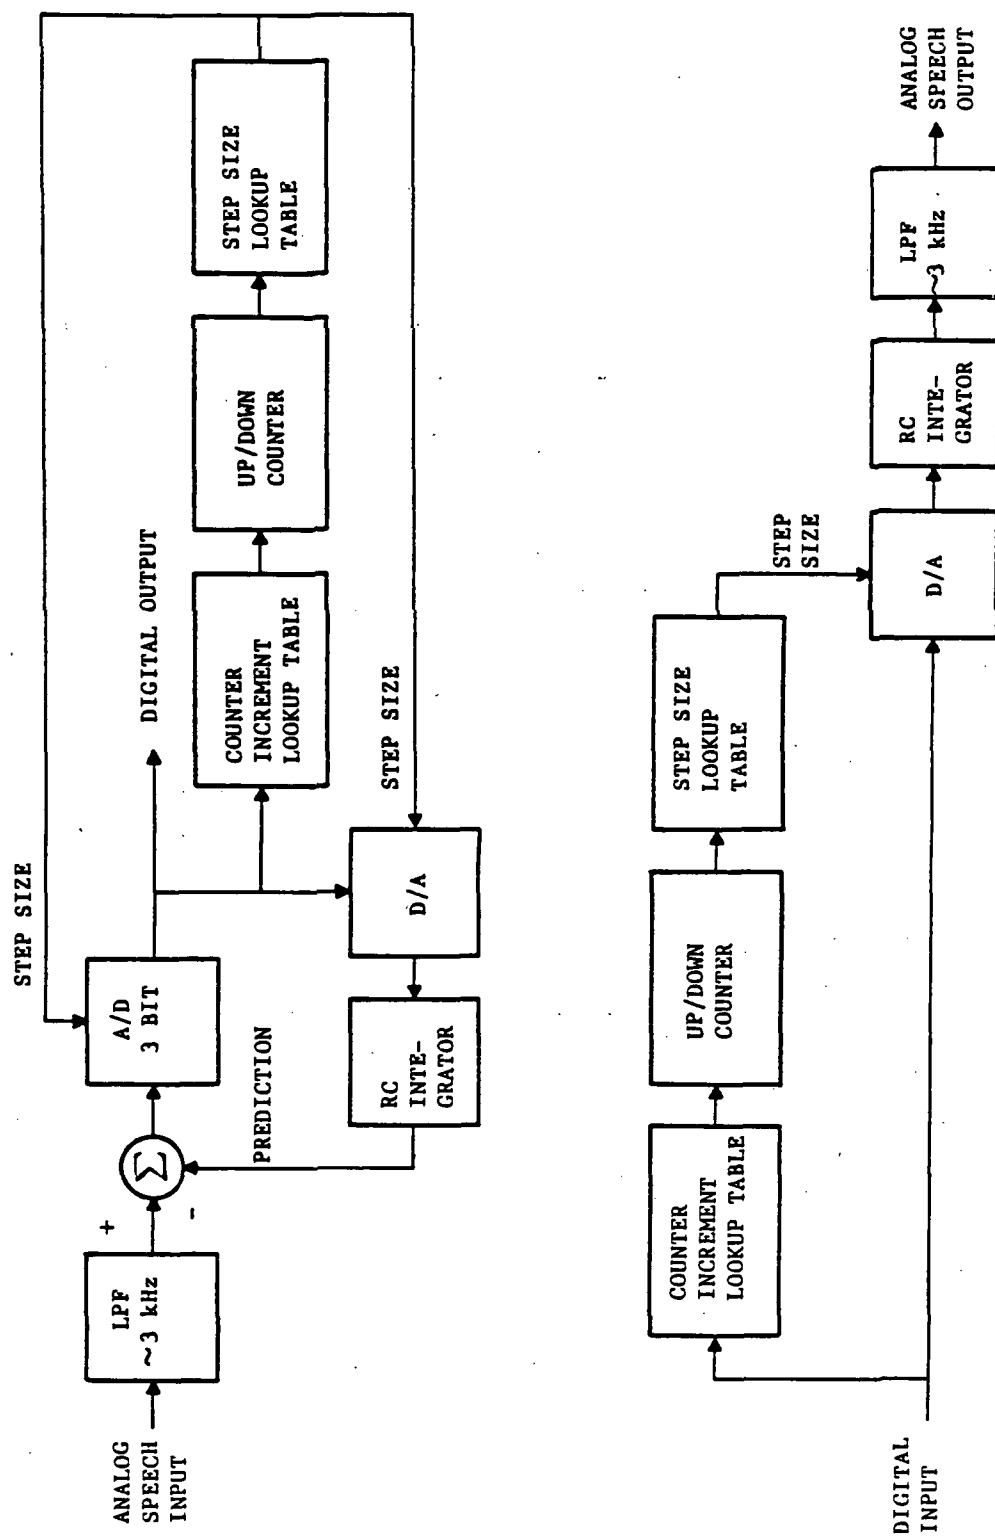 ANALOG
SPEECH
INPUT
LPF
~3 kHz
+
-
Σ
A/D
3 BIT
STEP SIZE
DIGITAL OUTPUT
PREDICTION
RC
INTE-
GRATOR
D/A
STEP SIZE
COUNTER
INCREMENT
LOOKUP TABLE
UP/DOWN
COUNTER
STEP SIZE
LOOKUP
TABLE
DIGITAL
INPUT
COUNTER
INCREMENT
LOOKUP TABLE
UP/DOWN
COUNTER
STEP SIZE
LOOKUP
TABLE
STEP
SIZE
D/A
RC
INTE-
GRATOR
LPF
~3 kHz
ANALOG
SPEECH
OUTPUT